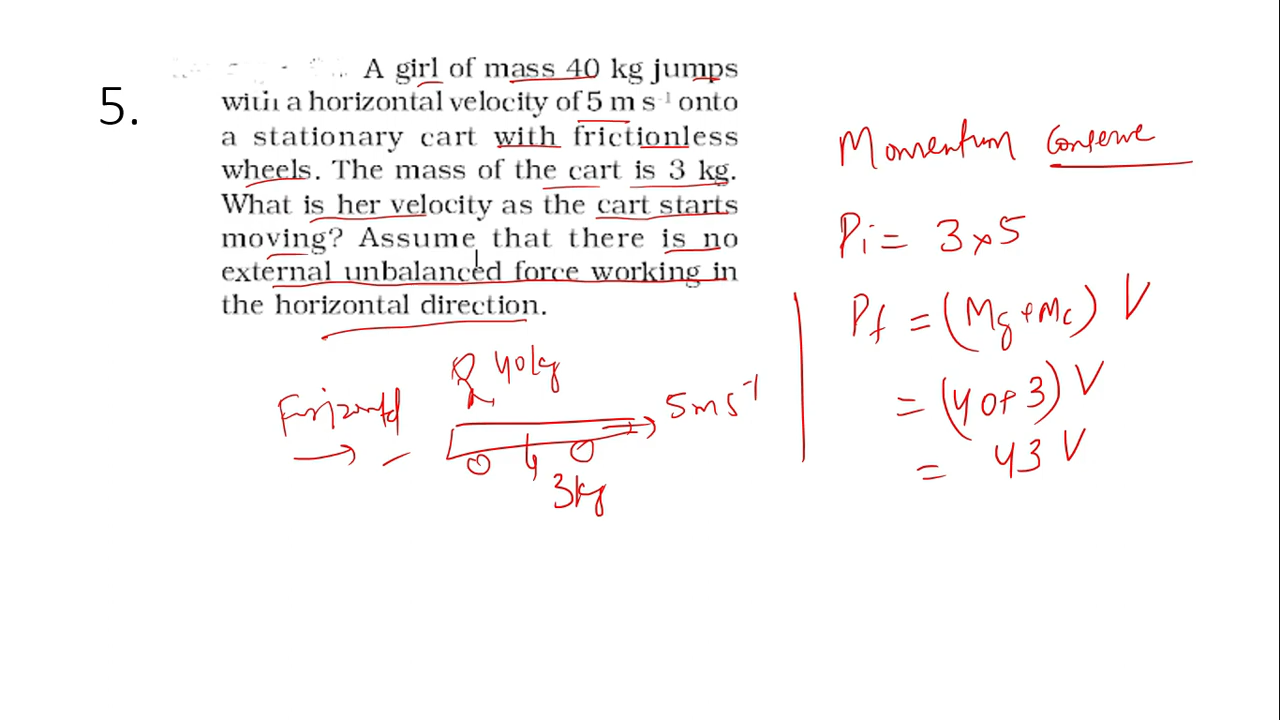 5.
A girl of mass 40 kg jumps
with a horizontal velocity of 5 m s⁻¹ onto
a stationary cart with frictionless
wheels. The mass of the cart is 3 kg.
What is her velocity as the cart starts
moving? Assume that there is no
external unbalanced force working in
the horizontal direction.
40kg
5ms⁻¹
3kg
Momentum Conserve
Pi = 3×5
Pf = (Mg+Mc) V
= (40+3) V
= 43 V